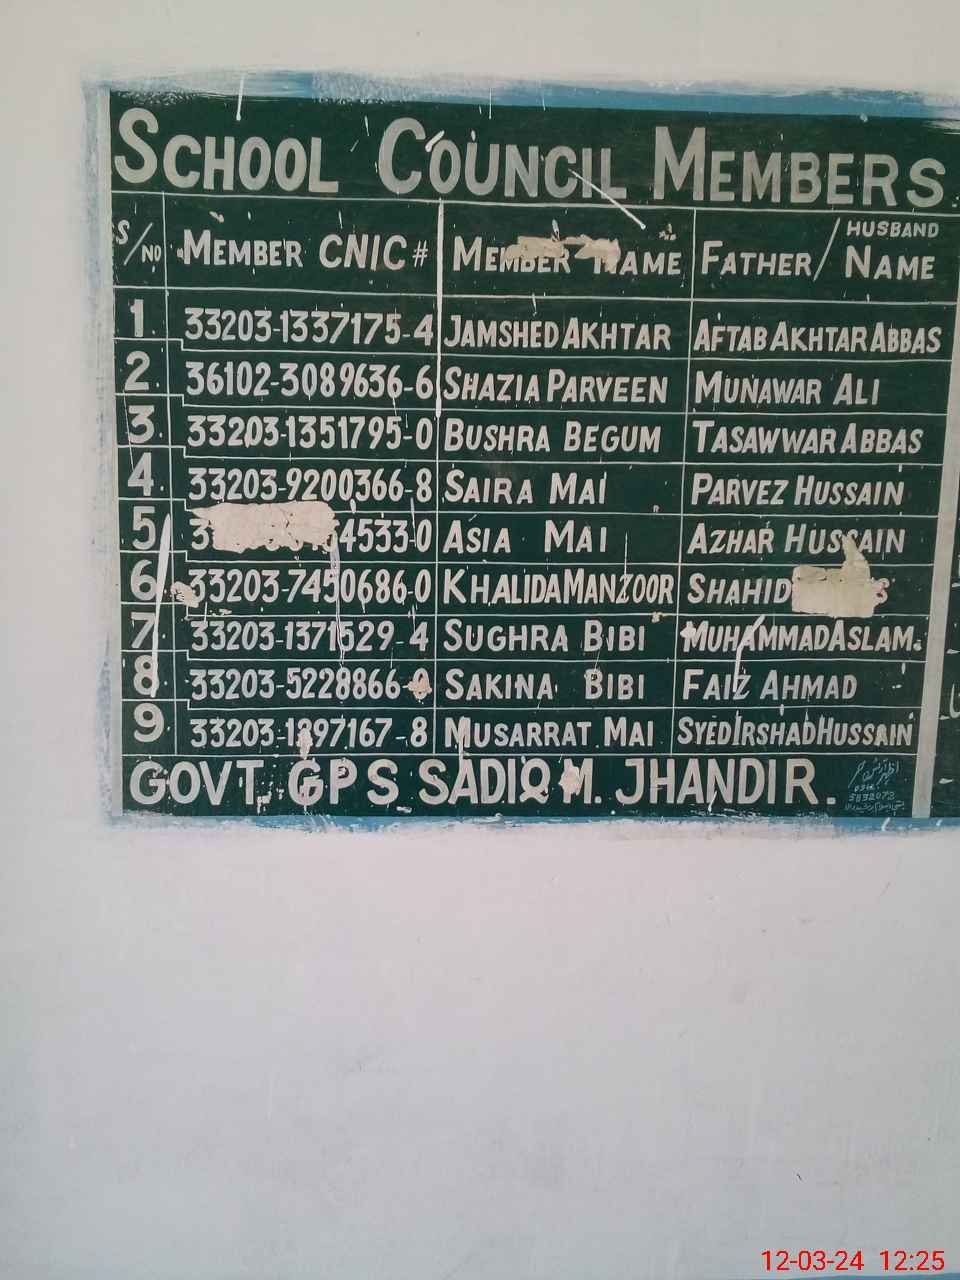 SCHOOL COUNCIL MEMBERS.
S/NO MEMBER CNIC # MEMBER NAME FATHER/HUSBAND NAME
1. 33203-1337175-4 JAMSHED AKHTAR AFTAB AKHTAR ABBAS
2. 36102-3089636-6 SHAZIA PARVEEN MUNAWAR ALI
3. 33203-1351795-0 BUSHRA BEGUM TASAWWAR ABBAS
4. 33203-9200366-8 SAIRA MAI PARVEZ HUSSAIN
5. 4533-0 ASIA MAI AZHAR HUSSAIN
6. 33203-7450686-0 KHALIDA MANZOOR SHAHID
7. 33203-1371529-4 SUGHRA BIBI MUHAMMAD ASLAM.
8. 33203-5228866- SAKINA BIBI FAIZ AHMAD
9 33203-1897167-8 MUSARRAT MAI SYED IRSHAD HUSSAIN
GOVT. GPS SADIQ M. JHANDIR.
12-03-24 12:25